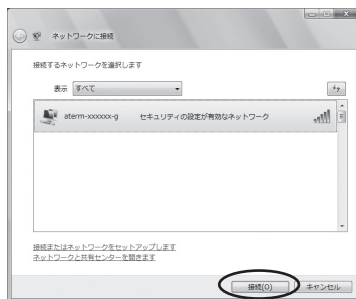 ネットワークに接続
接続するネットワークを選択します
表示 すべて
aterm-xxxxxx-g セキュリティの設定が有効なネットワーク
接続またはネットワークをセットアップします
ネットワークと共有センターを開きます
接続(O) キャンセル